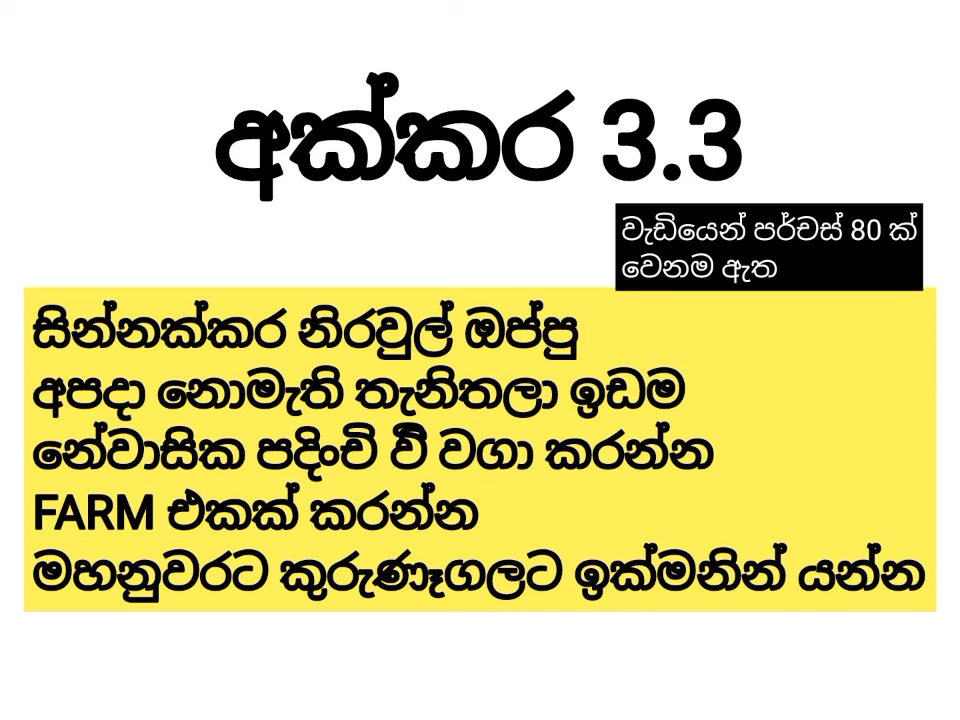 අක්කර 3.3
වැඩියෙන් පර්චස් 80 ක්
වෙනම ඇත
සින්නක්කර නිරවුල් ඔප්පු
අපදා නොමැති තැනිතලා ඉඩම
නේවාසික පදිංචි වී වගා කරන්න
FARM එකක් කරන්න
මහනුවරට කුරුණෑගලට ඉක්මනින් යන්න